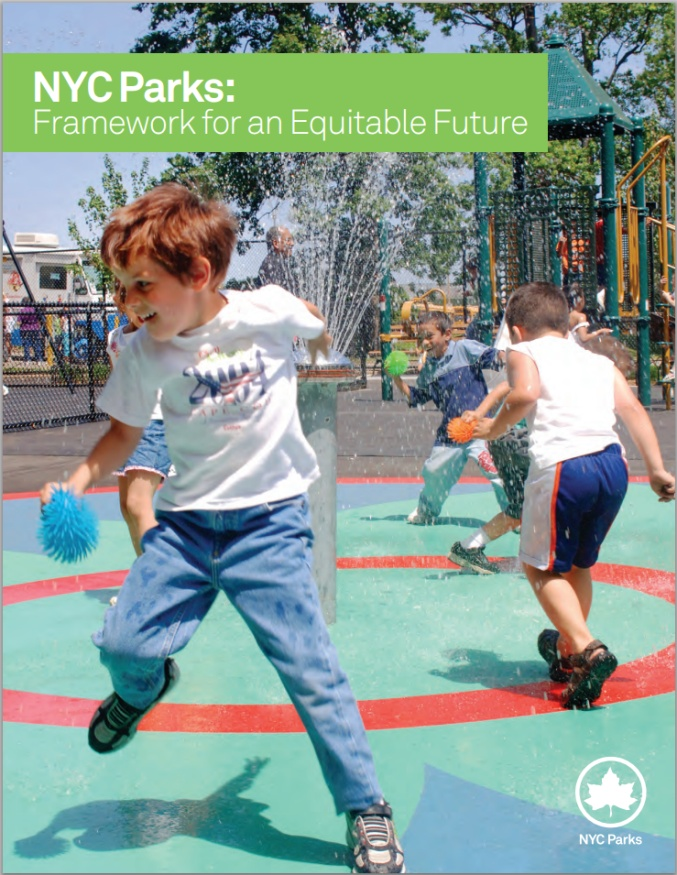 NYC Parks:
Framework for an Equitable Future
NYC Parks